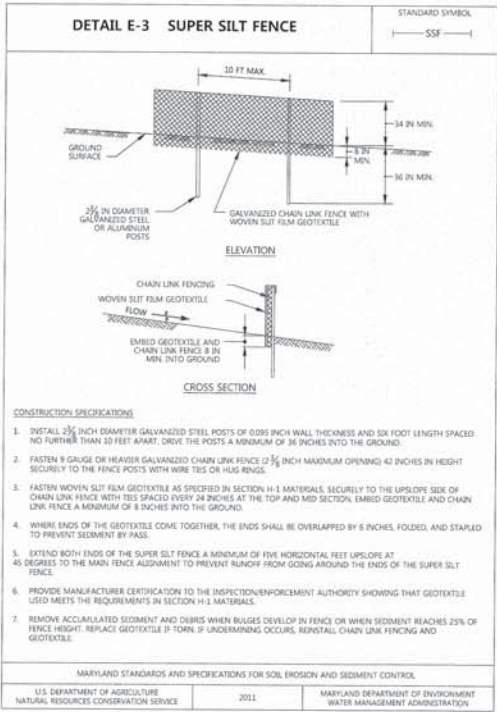 DETAIL E-3 SUPER SILT FENCE
STANDARD SYMBOL
SSF
10 FT MAX.
34 IN MIN.
GROUND
SURFACE
8 IN
MIN.
36 IN MIN.
2⅜ IN DIAMETER
GALVANIZED STEEL
OR ALUMINUM
POSTS
GALVANIZED CHAIN LINK FENCE WITH
WOVEN SLIT FILM GEOTEXTILE
ELEVATION
CHAIN LINK FENCING
WOVEN SLIT FILM GEOTEXTILE
FLOW
EMBED GEOTEXTILE AND
CHAIN LINK FENCE 8 IN
MIN. INTO GROUND
CROSS SECTION
CONSTRUCTION SPECIFICATIONS
1. INSTALL 2⅜ INCH DIAMETER GALVANIZED STEEL POSTS OF 0.095 INCH WALL THICKNESS AND SIX FOOT LENGTH SPACED
NO FURTHER THAN 10 FEET APART. DRIVE THE POSTS A MINIMUM OF 36 INCHES INTO THE GROUND.
2. FASTEN 9 GAUGE OR HEAVIER GALVANIZED CHAIN LINK FENCE (2⅜ INCH MAXIMUM OPENING) 42 INCHES IN HEIGHT
SECURELY TO THE FENCE POSTS WITH WIRE TIES OR HUG RINGS.
3. FASTEN WOVEN SLIT FILM GEOTEXTILE AS SPECIFIED IN SECTION H-1 MATERIALS, SECURELY TO THE UPSLOPE SIDE OF
CHAIN LINK FENCE WITH TIES SPACED EVERY 24 INCHES AT THE TOP AND MID SECTION. EMBED GEOTEXTILE AND CHAIN
LINK FENCE A MINIMUM OF 8 INCHES INTO THE GROUND.
4. WHERE ENDS OF THE GEOTEXTILE COME TOGETHER, THE ENDS SHALL BE OVERLAPPED BY 6 INCHES, FOLDED, AND STAPLED
TO PREVENT SEDIMENT BY PASS.
5. EXTEND BOTH ENDS OF THE SUPER SILT FENCE A MINIMUM OF FIVE HORIZONTAL FEET UPSLOPE AT
45 DEGREES TO THE MAIN FENCE ALIGNMENT TO PREVENT RUNOFF FROM GOING AROUND THE ENDS OF THE SUPER SILT
FENCE.
6. PROVIDE MANUFACTURER CERTIFICATION TO THE INSPECTION/ENFORCEMENT AUTHORITY SHOWING THAT GEOTEXTILE
USED MEETS THE REQUIREMENTS IN SECTION H-1 MATERIALS.
7. REMOVE ACCUMULATED SEDIMENT AND DEBRIS WHEN BULGES DEVELOP IN FENCE OR WHEN SEDIMENT REACHES 25% OF
FENCE HEIGHT. REPLACE GEOTEXTILE IF TORN. IF UNDERMINING OCCURS, REINSTALL CHAIN LINK FENCING AND
GEOTEXTILE.
MARYLAND STANDARDS AND SPECIFICATIONS FOR SOIL EROSION AND SEDIMENT CONTROL
U.S. DEPARTMENT OF AGRICULTURE
NATURAL RESOURCES CONSERVATION SERVICE
2011
MARYLAND DEPARTMENT OF ENVIRONMENT
WATER MANAGEMENT ADMINISTRATION